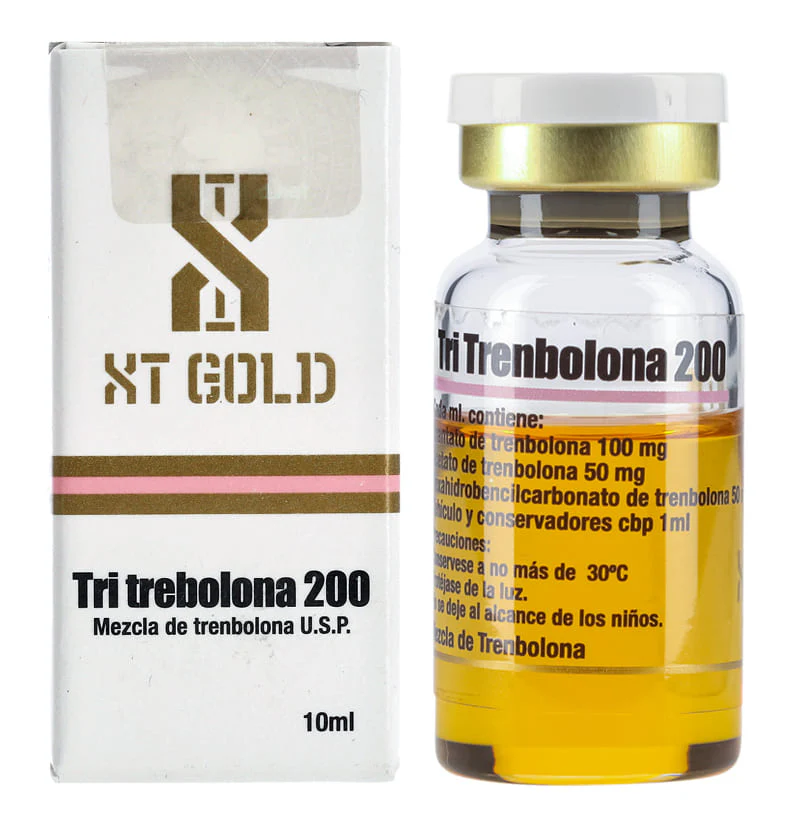 XT GOLD
Tri trebolona 200
Mezcla de trenbolona U.S.P.
10ml
Tri Trenbolona 200
ml. contiene:
de trenbolona 100 mg
de trenbolona 50 mg
de trenbolona 50
y conservadores cbp 1ml
a no más de 30ºC
de la luz.
se deje al alcance de los niños.
de Trenbolona